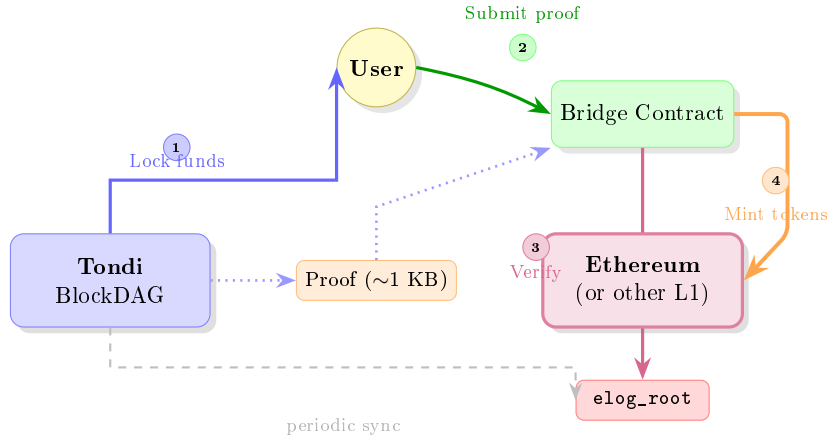 Submit proof
2
User
Bridge Contract
1
Lock funds
4
Mint tokens
3
Verify
Tondi
BlockDAG
Proof (~1 KB)
Ethereum
(or other L1)
elog_root
periodic sync